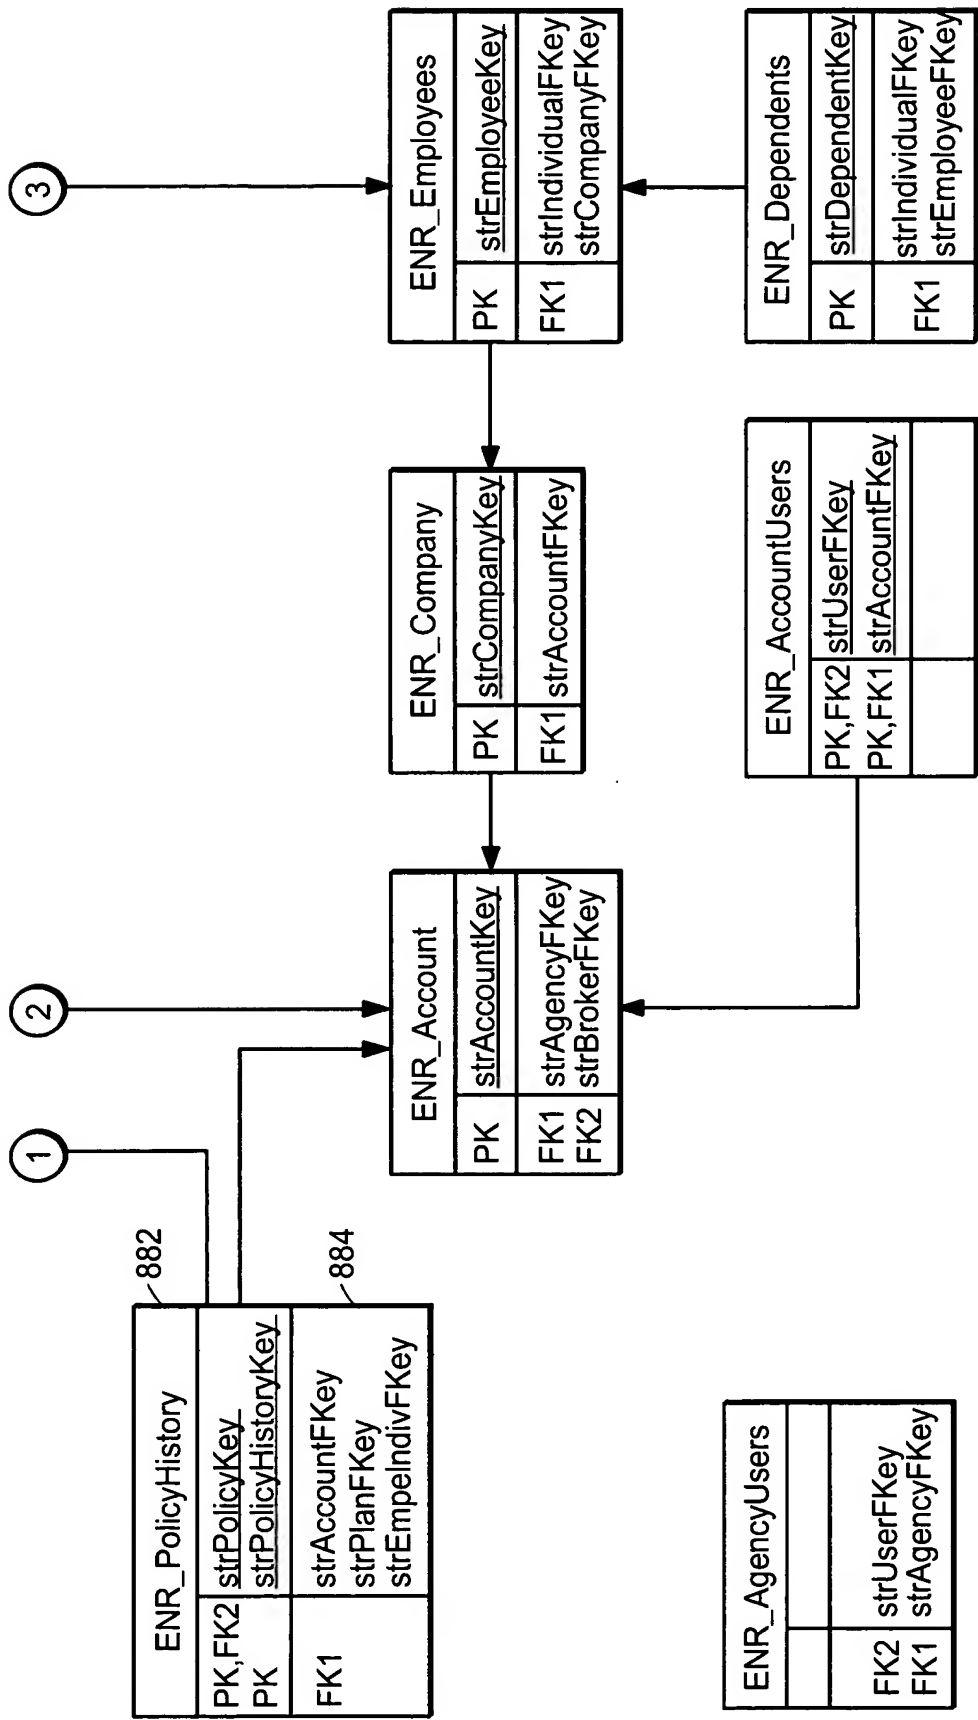 1
2
3
ENR_PolicyHistory
882
PK,FK2 strPolicyKey
PK strPolicyHistoryKey
FK1 strAccountFKey
884
strPlanFKey
strEmpeIndivFKey
ENR_Account
PK strAccountKey
FK1 strAgencyFKey
FK2 strBrokerFKey
ENR_Company
PK strCompanyKey
FK1 strAccountFKey
ENR_Employees
PK strEmployeeKey
FK1 strIndividualFKey
strCompanyFKey
ENR_AgencyUsers
FK2 strUserFKey
FK1 strAgencyFKey
ENR_AccountUsers
PK,FK2 strUserFKey
PK,FK1 strAccountFKey
ENR_Dependents
PK strDependentKey
strIndividualFKey
FK1 strEmployeeFKey